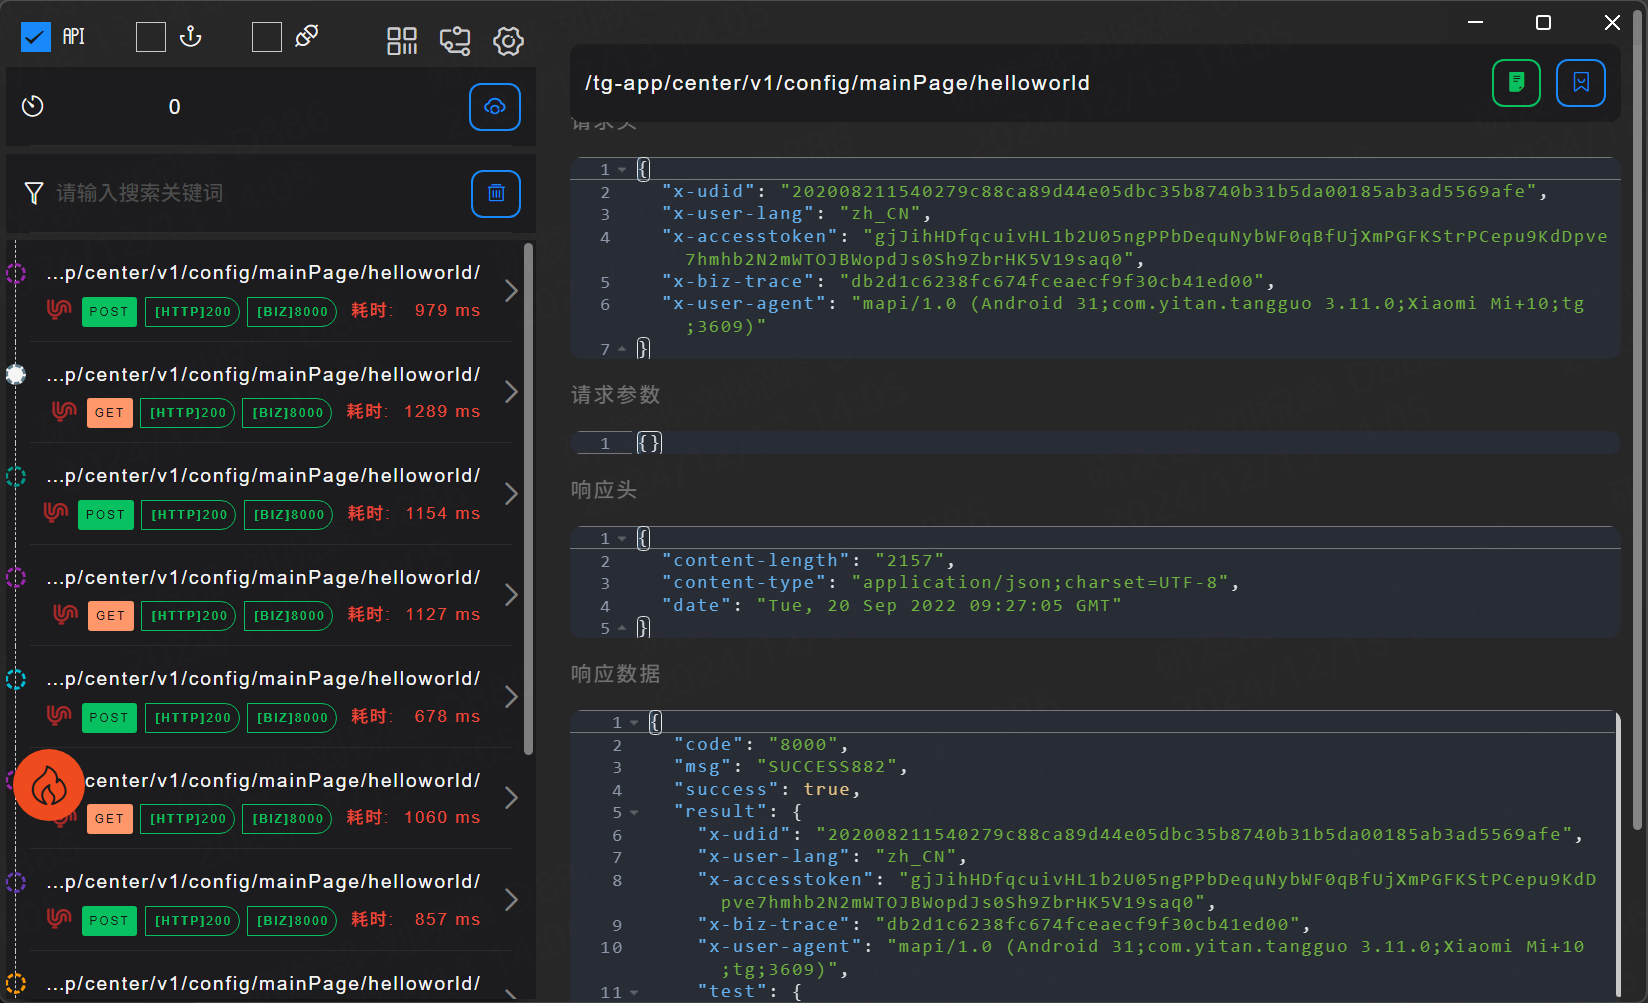 API
0
请输入搜索关键词
...p/center/v1/config/mainPage/helloworld/
POST [HTTP]200 [BIZ]8000 耗时: 979 ms
...p/center/v1/config/mainPage/helloworld/
GET [HTTP]200 [BIZ]8000 耗时: 1289 ms
...p/center/v1/config/mainPage/helloworld/
POST [HTTP]200 [BIZ]8000 耗时: 1154 ms
...p/center/v1/config/mainPage/helloworld/
GET [HTTP]200 [BIZ]8000 耗时: 1127 ms
...p/center/v1/config/mainPage/helloworld/
POST [HTTP]200 [BIZ]8000 耗时: 678 ms
center/v1/config/mainPage/helloworld/
GET [HTTP]200 [BIZ]8000 耗时: 1060 ms
...p/center/v1/config/mainPage/helloworld/
POST [HTTP]200 [BIZ]8000 耗时: 857 ms
...p/center/v1/config/mainPage/helloworld/
/tg-app/center/v1/config/mainPage/helloworld
请求头
1 {
2 "x-udid": "202008211540279c88ca89d44e05dbc35b8740b31b5da00185ab3ad5569afe",
3 "x-user-lang": "zh_CN",
4 "x-accesstoken": "gjJihHDfqcuivHL1b2U05ngPPbDequNybWF0qBfUjXmPGFKStrPCepu9KdDpve
7hmhb2N2mWTOJBWopdJs0Sh9ZbrHK5V19saq0",
5 "x-biz-trace": "db2d1c6238fc674fceaecf9f30cb41ed00",
6 "x-user-agent": "mapi/1.0 (Android 31;com.yitan.tangguo 3.11.0;Xiaomi Mi+10;tg
;3609)"
7 }
请求参数
1 {}
响应头
1 {
2 "content-length": "2157",
3 "content-type": "application/json;charset=UTF-8",
4 "date": "Tue, 20 Sep 2022 09:27:05 GMT"
5 }
响应数据
1 {
2 "code": "8000",
3 "msg": "SUCCESS882",
4 "success": true,
5 "result": {
6 "x-udid": "202008211540279c88ca89d44e05dbc35b8740b31b5da00185ab3ad5569afe",
7 "x-user-lang": "zh_CN",
8 "x-accesstoken": "gjJihHDfqcuivHL1b2U05ngPPbDequNybWF0qBfUjXmPGFKStPCepu9KdD
pve7hmhb2N2mWTOJBWopdJs0Sh9ZbrHK5V19saq0",
9 "x-biz-trace": "db2d1c6238fc674fceaecf9f30cb41ed00",
10 "x-user-agent": "mapi/1.0 (Android 31;com.yitan.tangguo 3.11.0;Xiaomi Mi+10
;tg;3609)",
11 "test": {